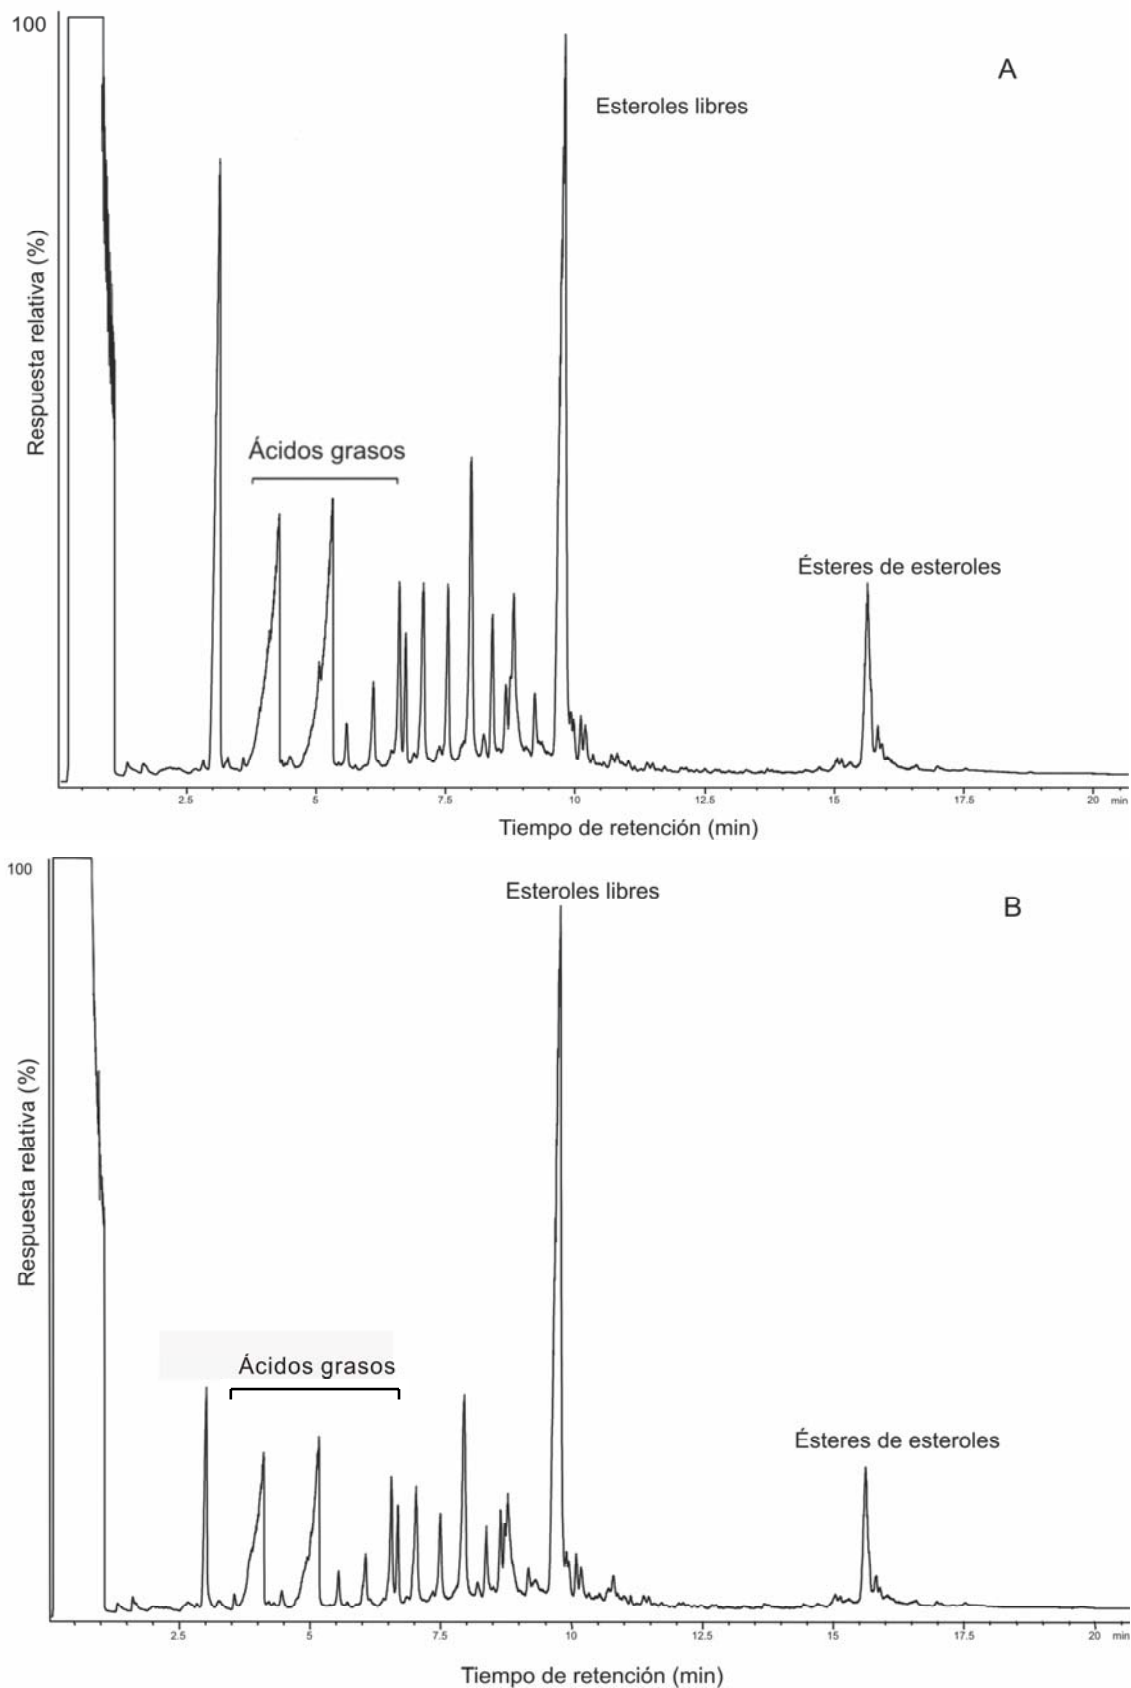 100
A
Esteroles libres
Respuesta relativa (%)
Ácidos grasos
Ésteres de esteroles
2.5 5 7.5 10 12.5 15 17.5 20 min
Tiempo de retención (min)
100
Esteroles libres
B
Respuesta relativa (%)
Ácidos grasos
Ésteres de esteroles
2.5 5 7.5 10 12.5 15 17.5 20 min
Tiempo de retención (min)